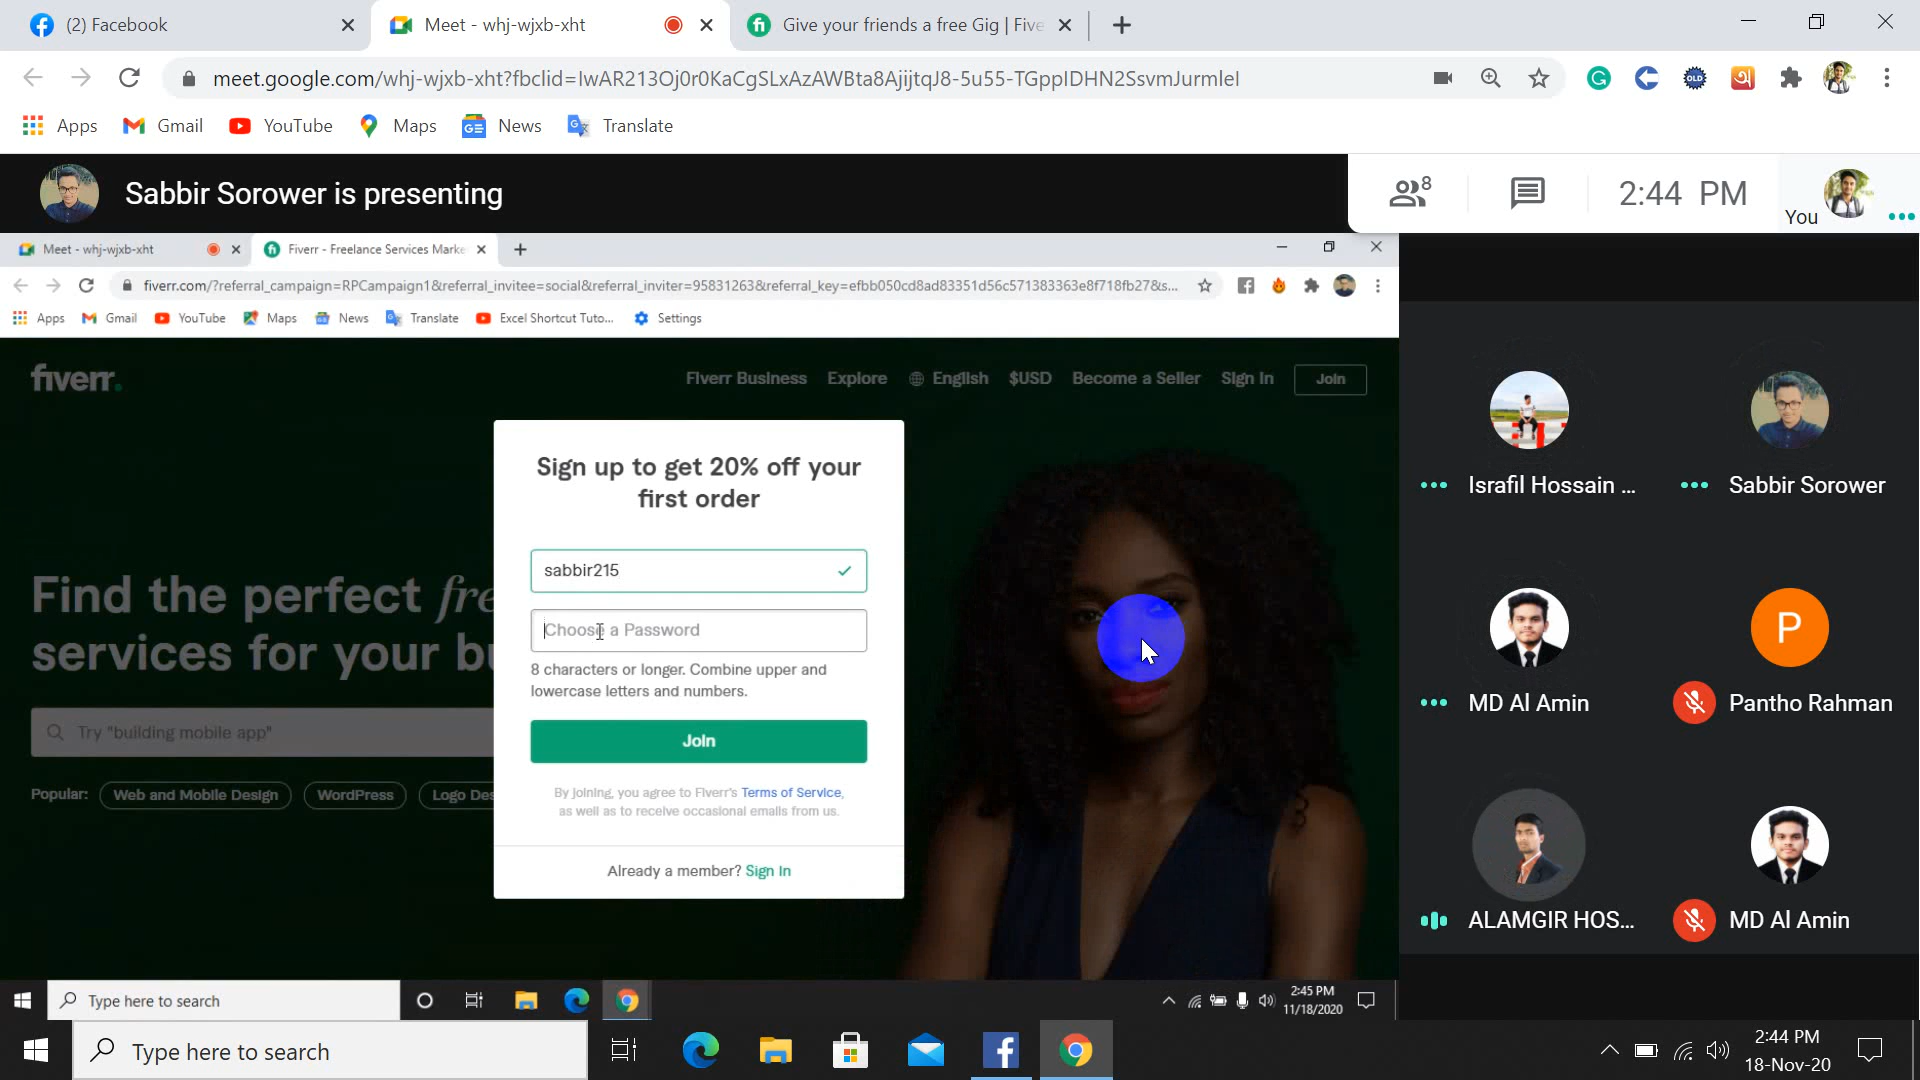 (2) Facebook
Meet - whj-wjxb-xht
Give your friends a free Gig | Five
meet.google.com/whj-wjxb-xht?fbclid=IwAR213Oj0r0KaCgSLxAzAWBta8AjijtqJ8-5u55-TGppIDHN2SsvmJurmleI
OLD
Apps
Gmail
YouTube
Maps
News
Translate
Sabbir Sorower is presenting
8
2:44 PM
You
Meet - whj-wjxb-xht
Fiverr - Freelance Services Marke
fiverr.com/?referral_campaign=RPCampaign1&referral_invitee=social&referral_inviter=95831263&referral_key=efbb050cd8ad83351d56c571383363e8f718fb27&s...
Apps
Gmail
YouTube
Maps
News
Translate
Excel Shortcut Tuto...
Settings
fiverr.
Fiverr Business
Explore
English
$USD
Become a Seller
Sign In
Join
Find the perfect fre
services for your bu
Try "building mobile app"
Popular:
Web and Mobile Design
WordPress
Logo Des
Sign up to get 20% off your
first order
sabbir215
Choose a Password
8 characters or longer. Combine upper and
lowercase letters and numbers.
Join
By joining, you agree to Fiverr's Terms of Service,
as well as to receive occasional emails from us.
Already a member? Sign In
Israfil Hossain ...
Sabbir Sorower
MD Al Amin
P
Pantho Rahman
ALAMGIR HOS...
MD Al Amin
Type here to search
2:45 PM
11/18/2020
Type here to search
2:44 PM
18-Nov-20